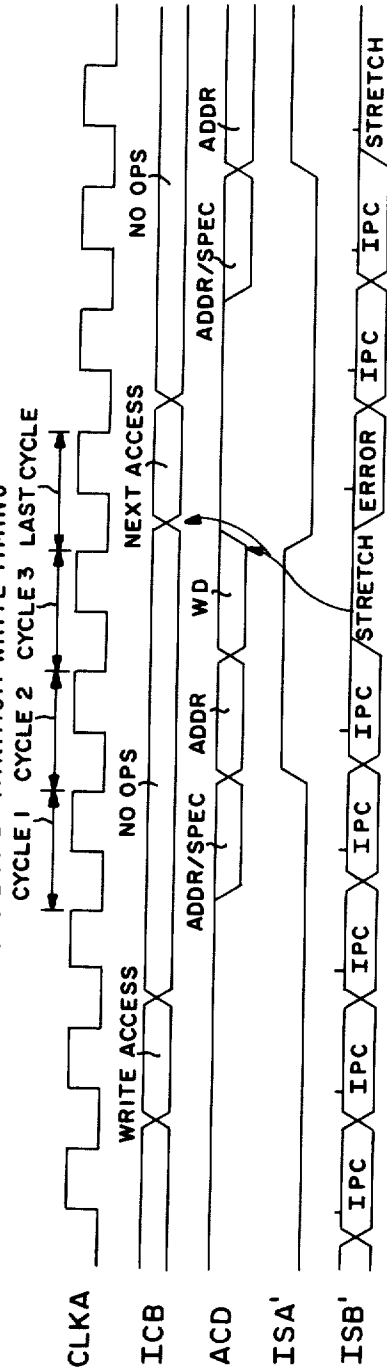 CYCLE 1 CYCLE 2 CYCLE 3 LAST CYCLE
CLKA
ICB
WRITE ACCESS
NO OPS
NEXT ACCESS
NO OPS
ACD
ADDR/SPEC
ADDR
WD
ADDR/SPEC
ADDR
ISA'
ISB'
IPC IPC IPC IPC IPC STRETCH ERROR IPC IPC STRETCH